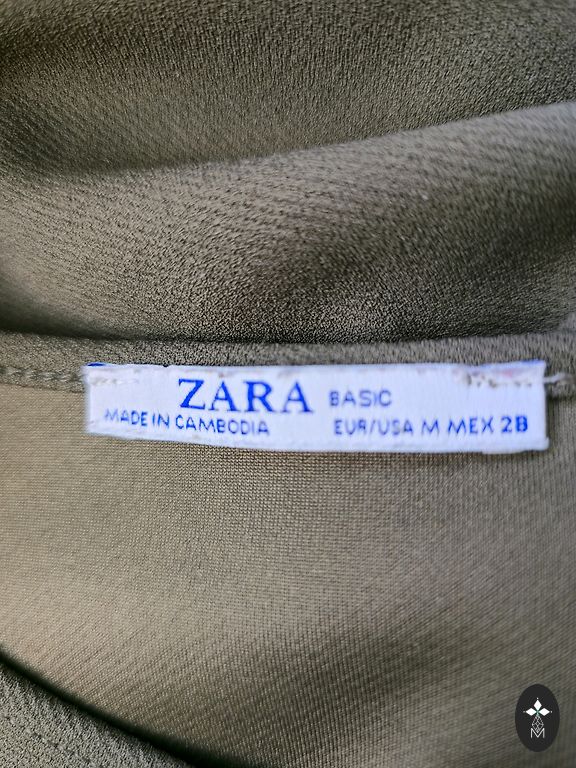 ZARA BASIC
MADE IN CAMBODIA EUR/USA M MEX 28
M